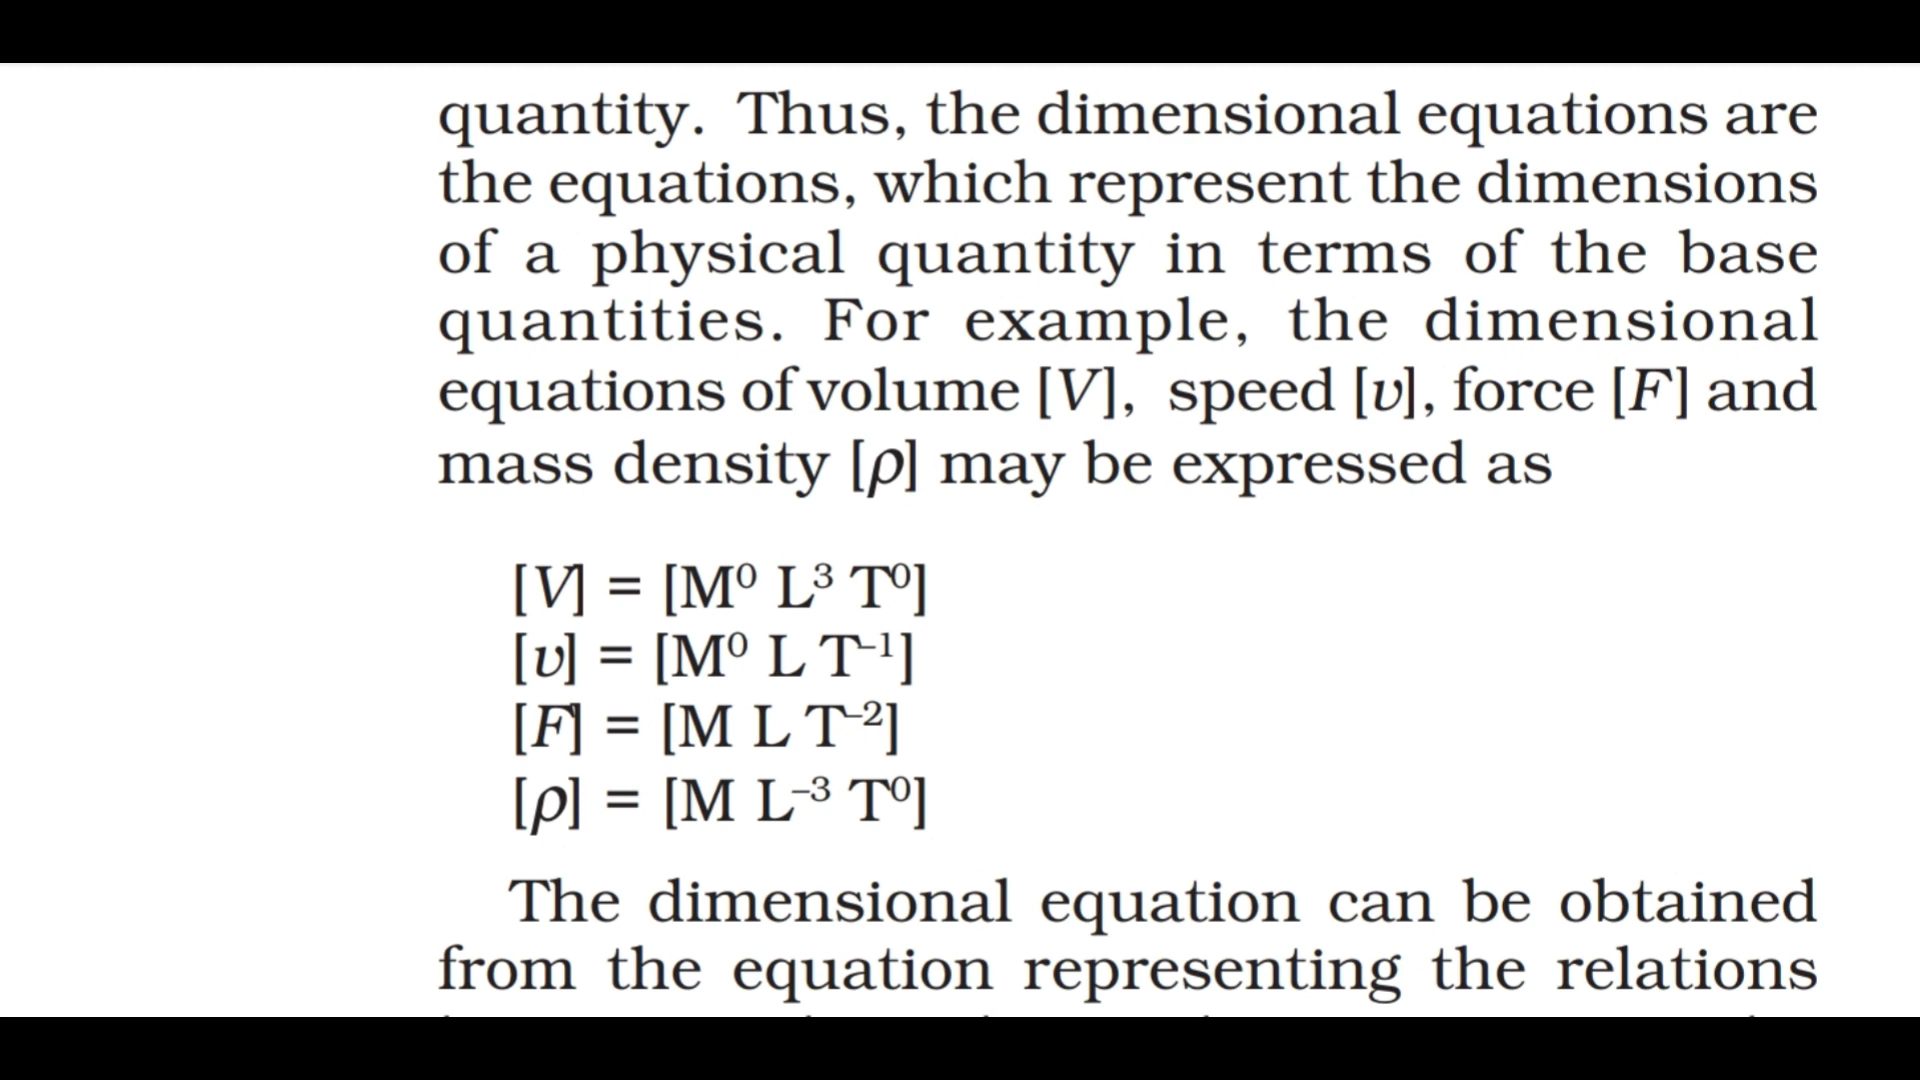 quantity. Thus, the dimensional equations are
the equations, which represent the dimensions
of a physical quantity in terms of the base
quantities. For example, the dimensional
equations of volume [V], speed [υ], force [F] and
mass density [ρ] may be expressed as
[V] = [M⁰ L³ T⁰]
[υ] = [M⁰ L T⁻¹]
[F] = [M L T⁻²]
[ρ] = [M L⁻³ T⁰]
The dimensional equation can be obtained
from the equation representing the relations